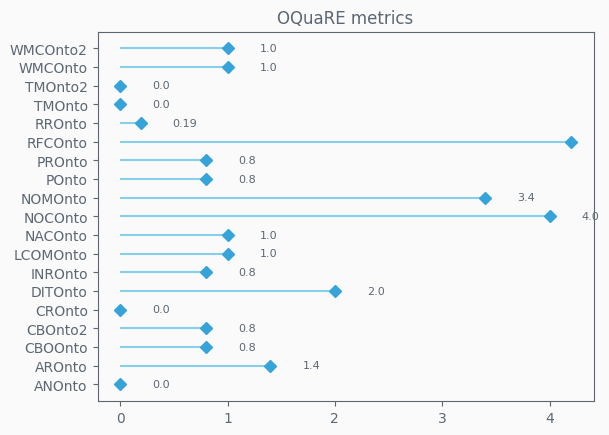 OQuaRE metrics
WMCOnto2 1.0
WMCOnto 1.0
TMOnto2 0.0
TMOnto 0.0
RROnto 0.19
RFCOnto
PROnto 0.8
POnto 0.8
NOMOnto 3.4
NOCOnto 4.0
NACOnto 1.0
LCOMOnto 1.0
INROnto 0.8
DITOnto 2.0
CROnto 0.0
CBOnto2 0.8
CBOOnto 0.8
AROnto 1.4
ANOnto 0.0
0 1 2 3 4